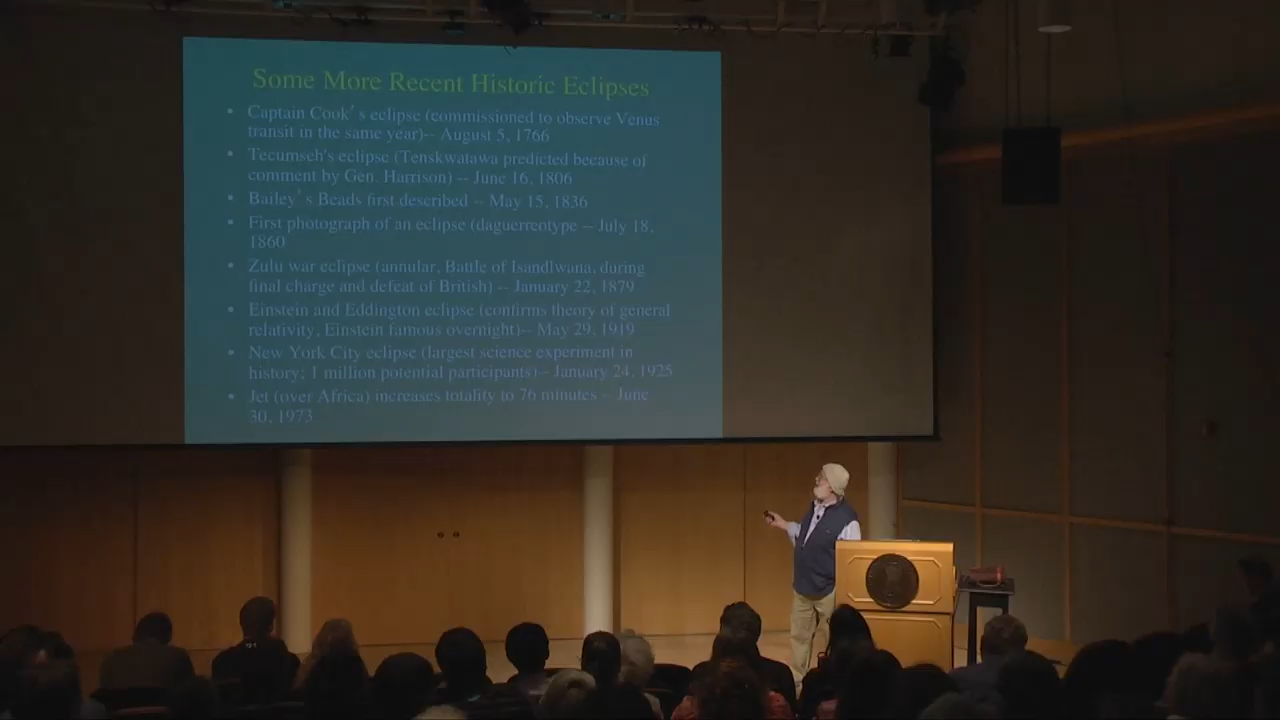 Some More Recent Historic Eclipses
• Captain Cook's eclipse (commissioned to observe Venus
transit in the same year)-- August 5, 1766
• Tecumseh's eclipse (Tenskwatawa predicted because of
comment by Gen. Harrison) -- June 16, 1806
• Bailey's Beads first described -- May 15, 1836
• First photograph of an eclipse (daguerrentype -- July 18,
1860
• Zulu war eclipse (annular, Battle of Isandlwana, during
final charge and defeat of British) -- January 22, 1879
• Einstein and Eddington eclipse (confirms theory of general
relativity, Einstein famous overnight)-- May 29, 1919
• New York City eclipse (largest science experiment in
history; 1 million potential participants)-- January 24, 1925
• Jet (over Africa) increases totality to 76 minutes -- June
30, 1973